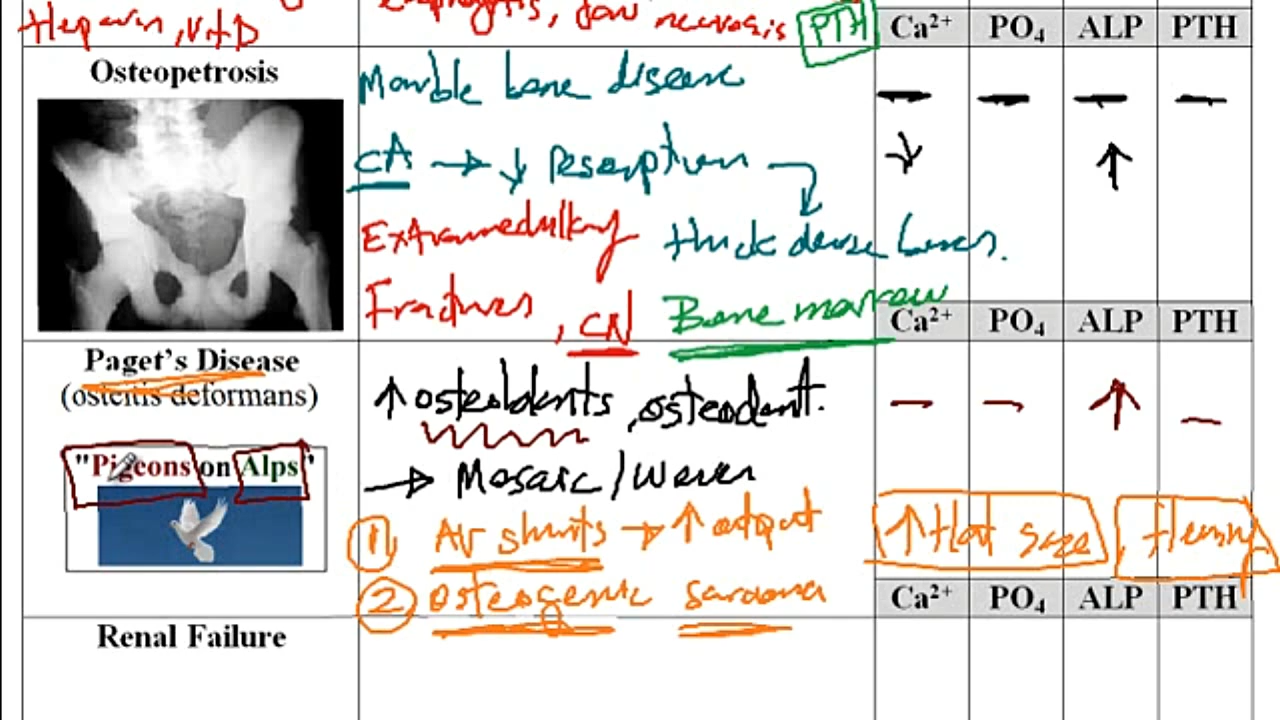 Heparin, Vit D
necrosis PTH Ca²⁺ PO₄ ALP PTH
Osteopetrosis
Marble bone disease
CA → ↓ Resorption
↓ ↑
Extramedullary thick dense bones.
Fractures, CN Bone marrow
Ca²⁺ PO₄ ALP PTH
Paget's Disease
(osteitis deformans)
↑ osteoblasts, osteodent.
→ Mosaic/Woven
"Pigeons on Alps"
① AV shunts → ↑ output ↑Hat size
② osteogenic sarcoma
Ca²⁺ PO₄ ALP PTH
Renal Failure